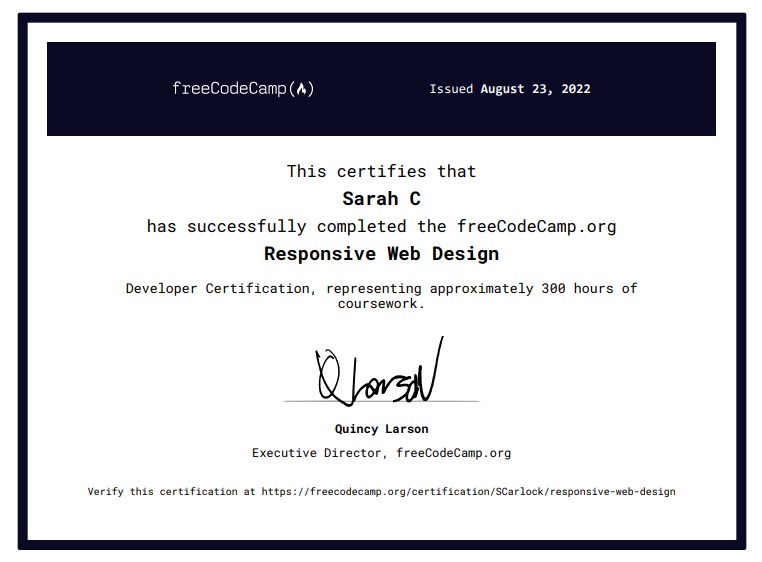 freeCodeCamp(🔥)
Issued August 23, 2022
This certifies that
Sarah C
has successfully completed the freeCodeCamp.org
Responsive Web Design
Developer Certification, representing approximately 300 hours of
coursework.
Q Larson
Quincy Larson
Executive Director, freeCodeCamp.org
Verify this certification at https://freecodecamp.org/certification/SCarlock/responsive-web-design